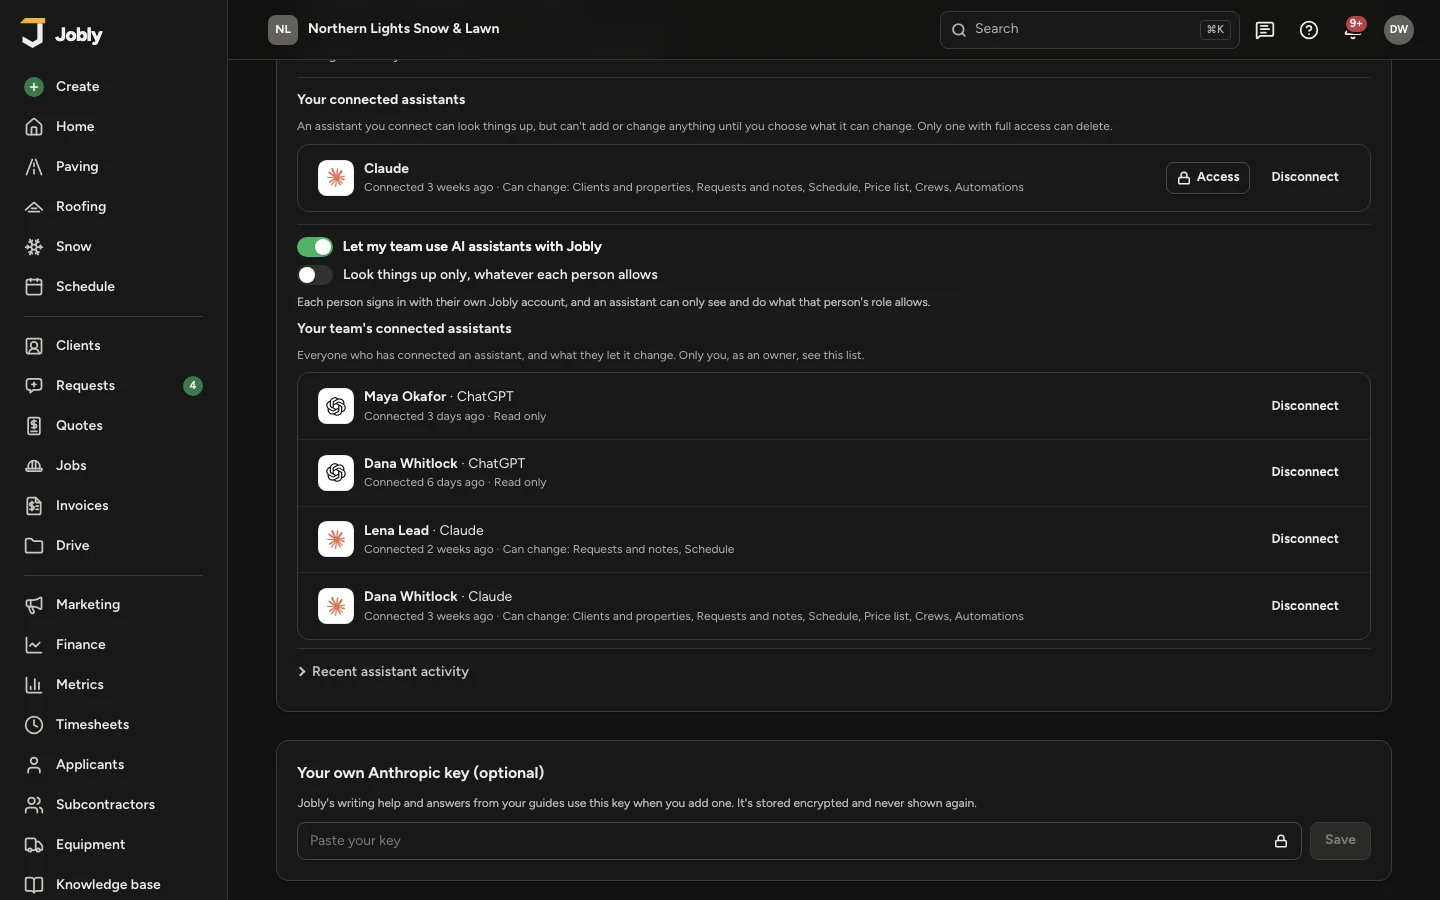 Jobly
NL
Northern Lights Snow & Lawn
Search
⌘K
9+
DW
Create
Home
Paving
Roofing
Snow
Schedule
Clients
Requests
4
Quotes
Jobs
Invoices
Drive
Marketing
Finance
Metrics
Timesheets
Applicants
Subcontractors
Equipment
Knowledge base
Your connected assistants
An assistant you connect can look things up, but can't add or change anything until you choose what it can change. Only one with full access can delete.
Claude
Connected 3 weeks ago · Can change: Clients and properties, Requests and notes, Schedule, Price list, Crews, Automations
Access
Disconnect
Let my team use AI assistants with Jobly
Look things up only, whatever each person allows
Each person signs in with their own Jobly account, and an assistant can only see and do what that person's role allows.
Your team's connected assistants
Everyone who has connected an assistant, and what they let it change. Only you, as an owner, see this list.
Maya Okafor · ChatGPT
Connected 3 days ago · Read only
Disconnect
Dana Whitlock · ChatGPT
Connected 6 days ago · Read only
Disconnect
Lena Lead · Claude
Connected 2 weeks ago · Can change: Requests and notes, Schedule
Disconnect
Dana Whitlock · Claude
Connected 3 weeks ago · Can change: Clients and properties, Requests and notes, Schedule, Price list, Crews, Automations
Disconnect
Recent assistant activity
Your own Anthropic key (optional)
Jobly's writing help and answers from your guides use this key when you add one. It's stored encrypted and never shown again.
Paste your key
Save